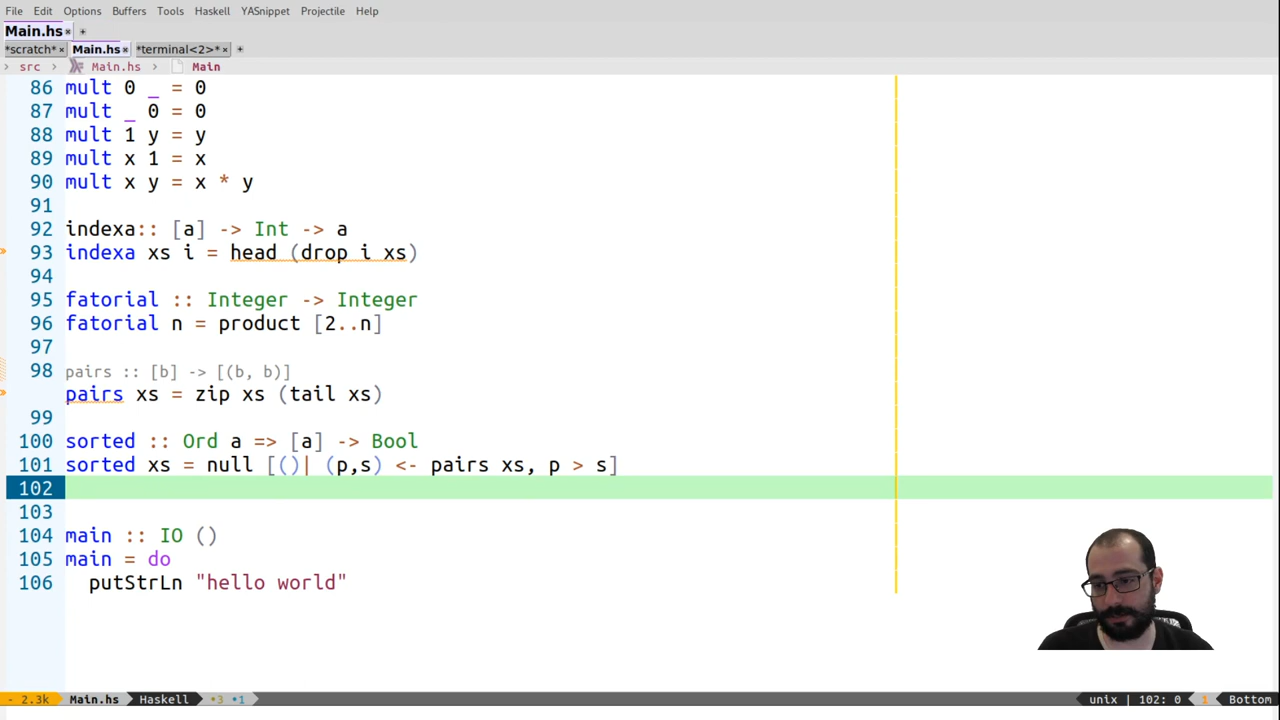 File Edit Options Buffers Tools Haskell YASnippet Projectile Help
Main.hs × +
*scratch* × Main.hs × *terminal<2>* × +
› src › Main.hs › Main
86 mult 0 _ = 0
87 mult _ 0 = 0
88 mult 1 y = y
89 mult x 1 = x
90 mult x y = x * y
91
92 indexa:: [a] -> Int -> a
93 indexa xs i = head (drop i xs)
94
95 fatorial :: Integer -> Integer
96 fatorial n = product [2..n]
97
98 pairs :: [b] -> [(b, b)]
pairs xs = zip xs (tail xs)
99
100 sorted :: Ord a => [a] -> Bool
101 sorted xs = null [()| (p,s) <- pairs xs, p > s]
102
103
104 main :: IO ()
105 main = do
106 putStrLn "hello world"
- 2.3k Main.hs Haskell •3 •1 unix | 102: 0 1 Bottom